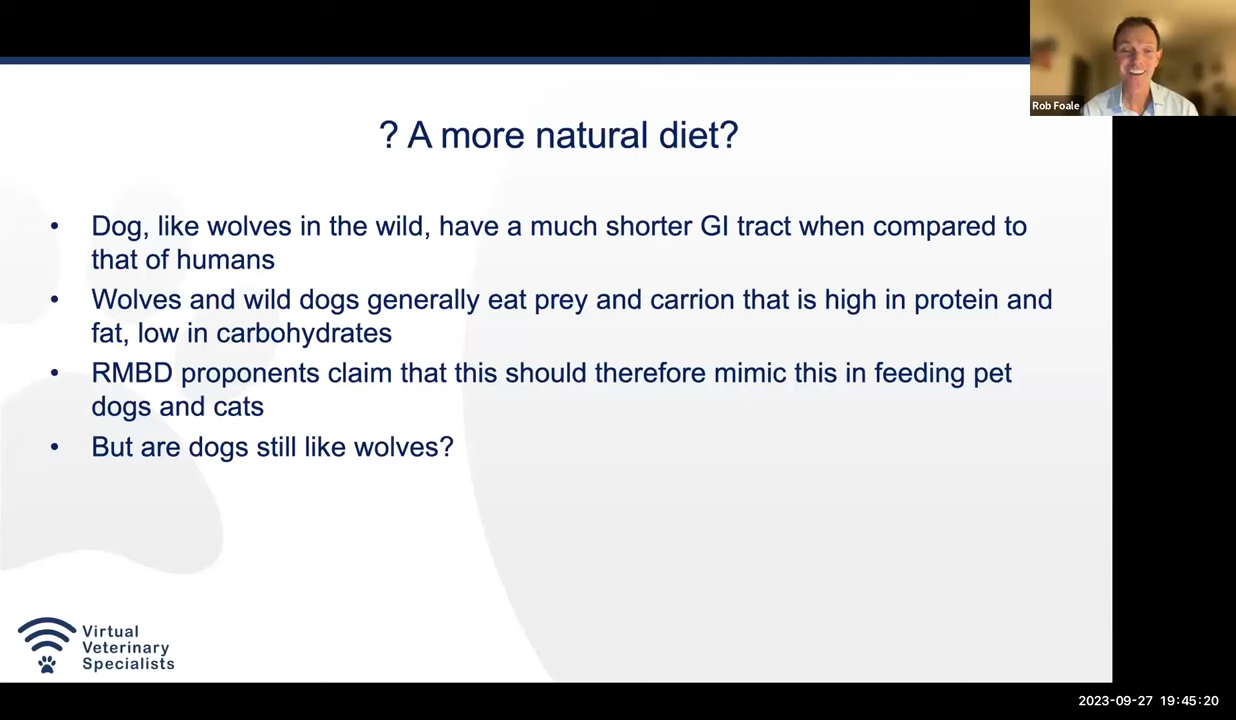 Rob Foale
? A more natural diet?
• Dog, like wolves in the wild, have a much shorter GI tract when compared to
that of humans
• Wolves and wild dogs generally eat prey and carrion that is high in protein and
fat, low in carbohydrates
• RMBD proponents claim that this should therefore mimic this in feeding pet
dogs and cats
• But are dogs still like wolves?
Virtual
Veterinary
Specialists
2023-09-27 19:45:20